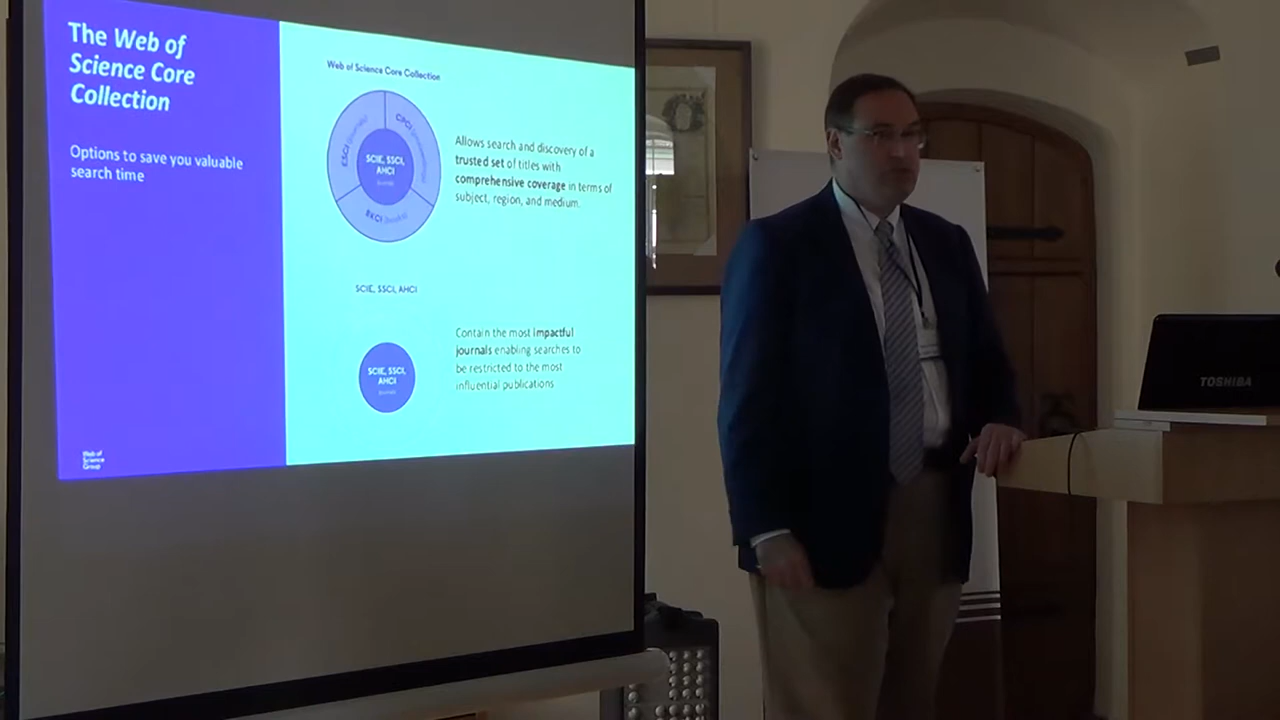 The Web of
Science Core
Collection
Options to save you valuable
search time
Web of Science Core Collection
ESCI (journals)
CPCI
SCIE, SSCI,
AHCI
BKCI (books)
Allows search and discovery of a
trusted set of titles with
comprehensive coverage in terms of
subject, region, and medium.
SCIE, SSCI, AHCI
SCIE, SSCI,
AHCI
Contain the most impactful
journals enabling searches to
be restricted to the most
influential publications
Web of
Science
Group
TOSHIBA